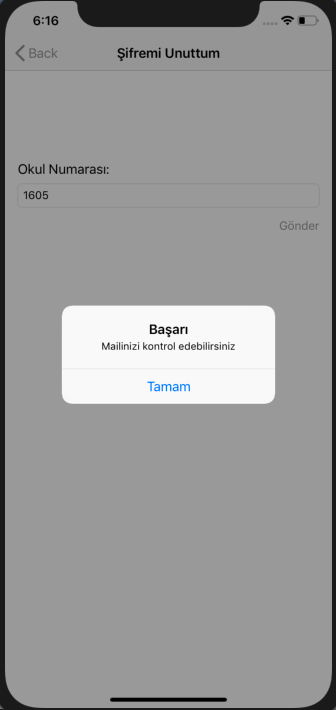 6:16
Back
Şifremi Unuttum
Okul Numarası:
1605
Gönder
Başarı
Mailinizi kontrol edebilirsiniz
Tamam